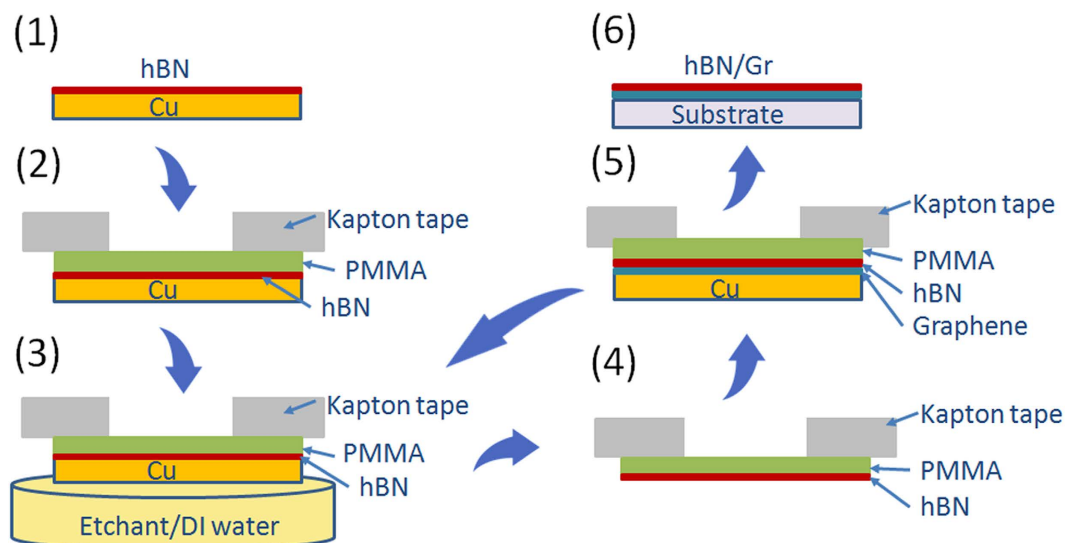 (1)
hBN
Cu
(2)
Kapton tape
PMMA
hBN
Cu
(3)
Kapton tape
PMMA
hBN
Cu
Etchant/DI water
(4)
Kapton tape
PMMA
hBN
(5)
Kapton tape
PMMA
hBN
Graphene
Cu
(6)
hBN/Gr
Substrate